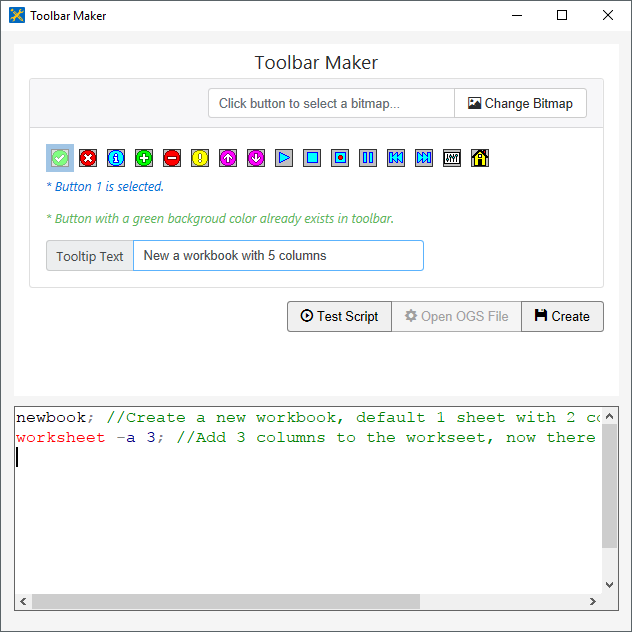 Toolbar Maker
Toolbar Maker
Click button to select a bitmap... Change Bitmap
* Button 1 is selected.
* Button with a green backgroud color already exists in toolbar.
Tooltip Text New a workbook with 5 columns
Test Script Open OGS File Create
newbook; //Create a new workbook, default 1 sheet with 2 co
worksheet -a 3; //Add 3 columns to the workseet, now there